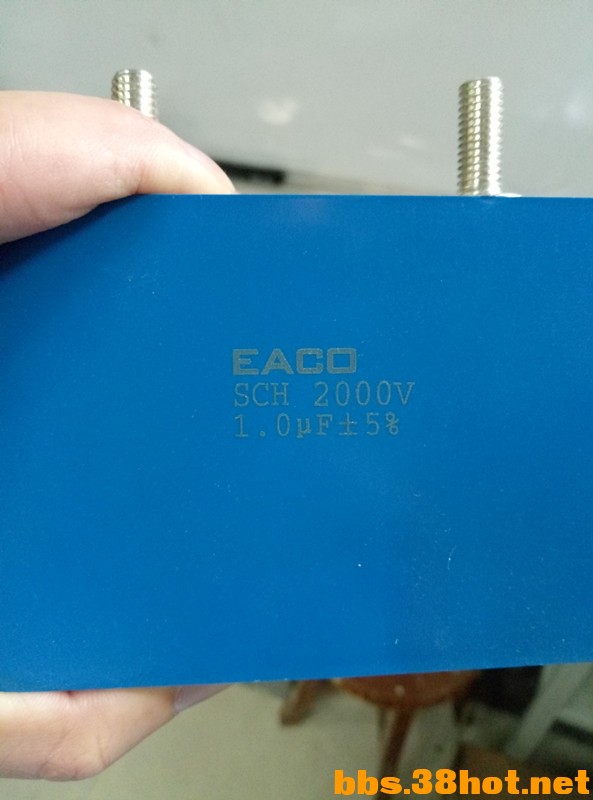 EACO
SCH 2000V
1.0µF±5%
bbs.38hot.net